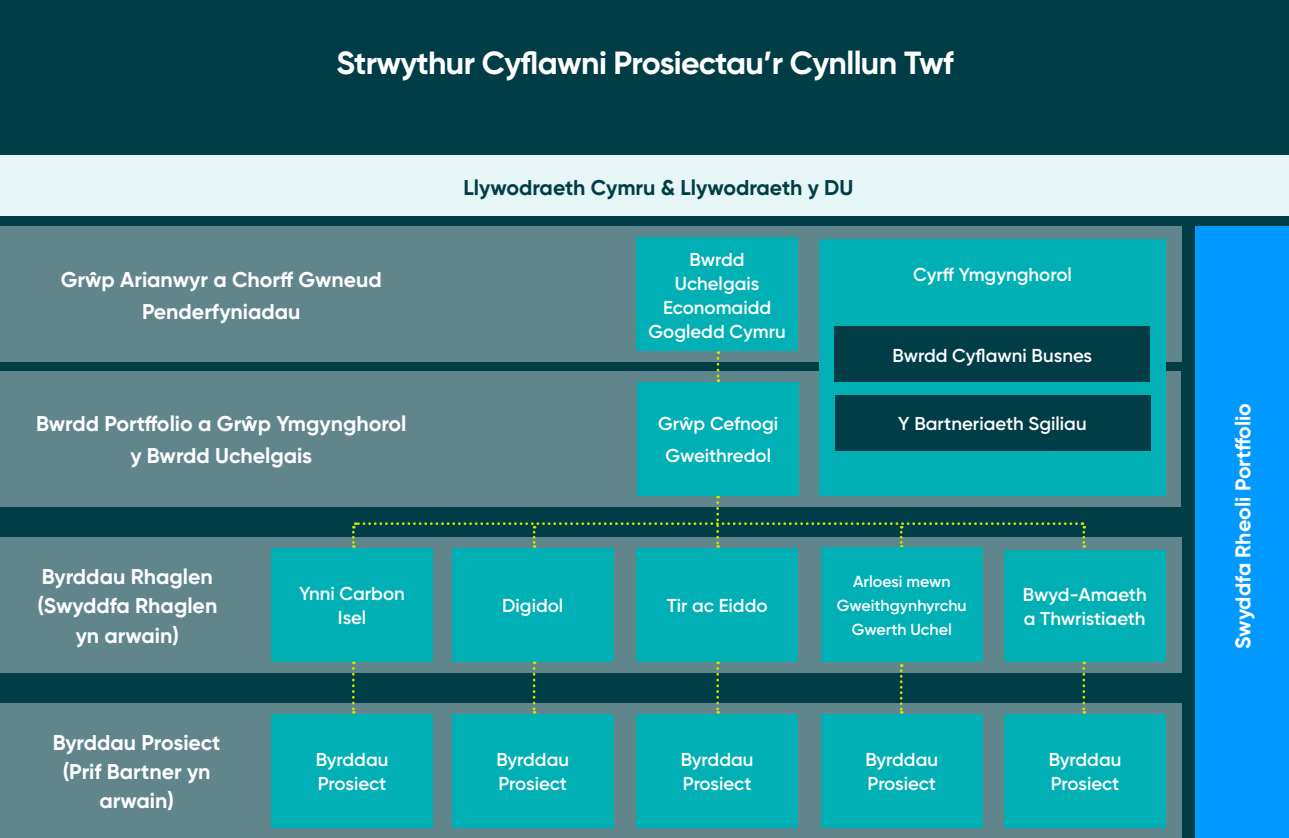 Strwythur Cyflawni Prosiectau’r Cynllun Twf
Llywodraeth Cymru & Llywodraeth y DU
Grŵp Arianwyr a Chorff Gwneud
Penderfyniadau
Bwrdd
Uchelgais
Economaidd
Gogledd Cymru
Cyrff Ymgynghorol
Bwrdd Cyflawni Busnes
Y Bartneriaeth Sgiliau
Bwrdd Portffolio a Grŵp Ymgynghorol
y Bwrdd Uchelgais
Grŵp Cefnogi
Gweithredol
Swyddfa Rheoli Portffolio
Byrddau Rhaglen
(Swyddfa Rhaglen
yn arwain)
Ynni Carbon
Isel
Digidol
Tir ac Eiddo
Arloesi mewn
Gweithgynhyrchu
Gwerth Uchel
Bwyd-Amaeth
a Thwristiaeth
Byrddau Prosiect
(Prif Bartner yn
arwain)
Byrddau
Prosiect
Byrddau
Prosiect
Byrddau
Prosiect
Byrddau
Prosiect
Byrddau
Prosiect